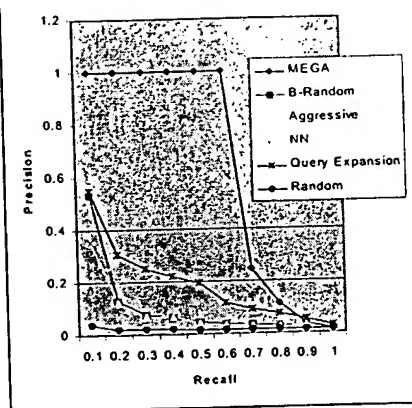 1.2
1
0.8
0.6
0.4
0.2
0
Precision
0.1 0.2 0.3 0.4 0.5 0.6 0.7 0.8 0.9 1
Recall
MEGA
B-Random
Aggressive
NN
Query Expansion
Random